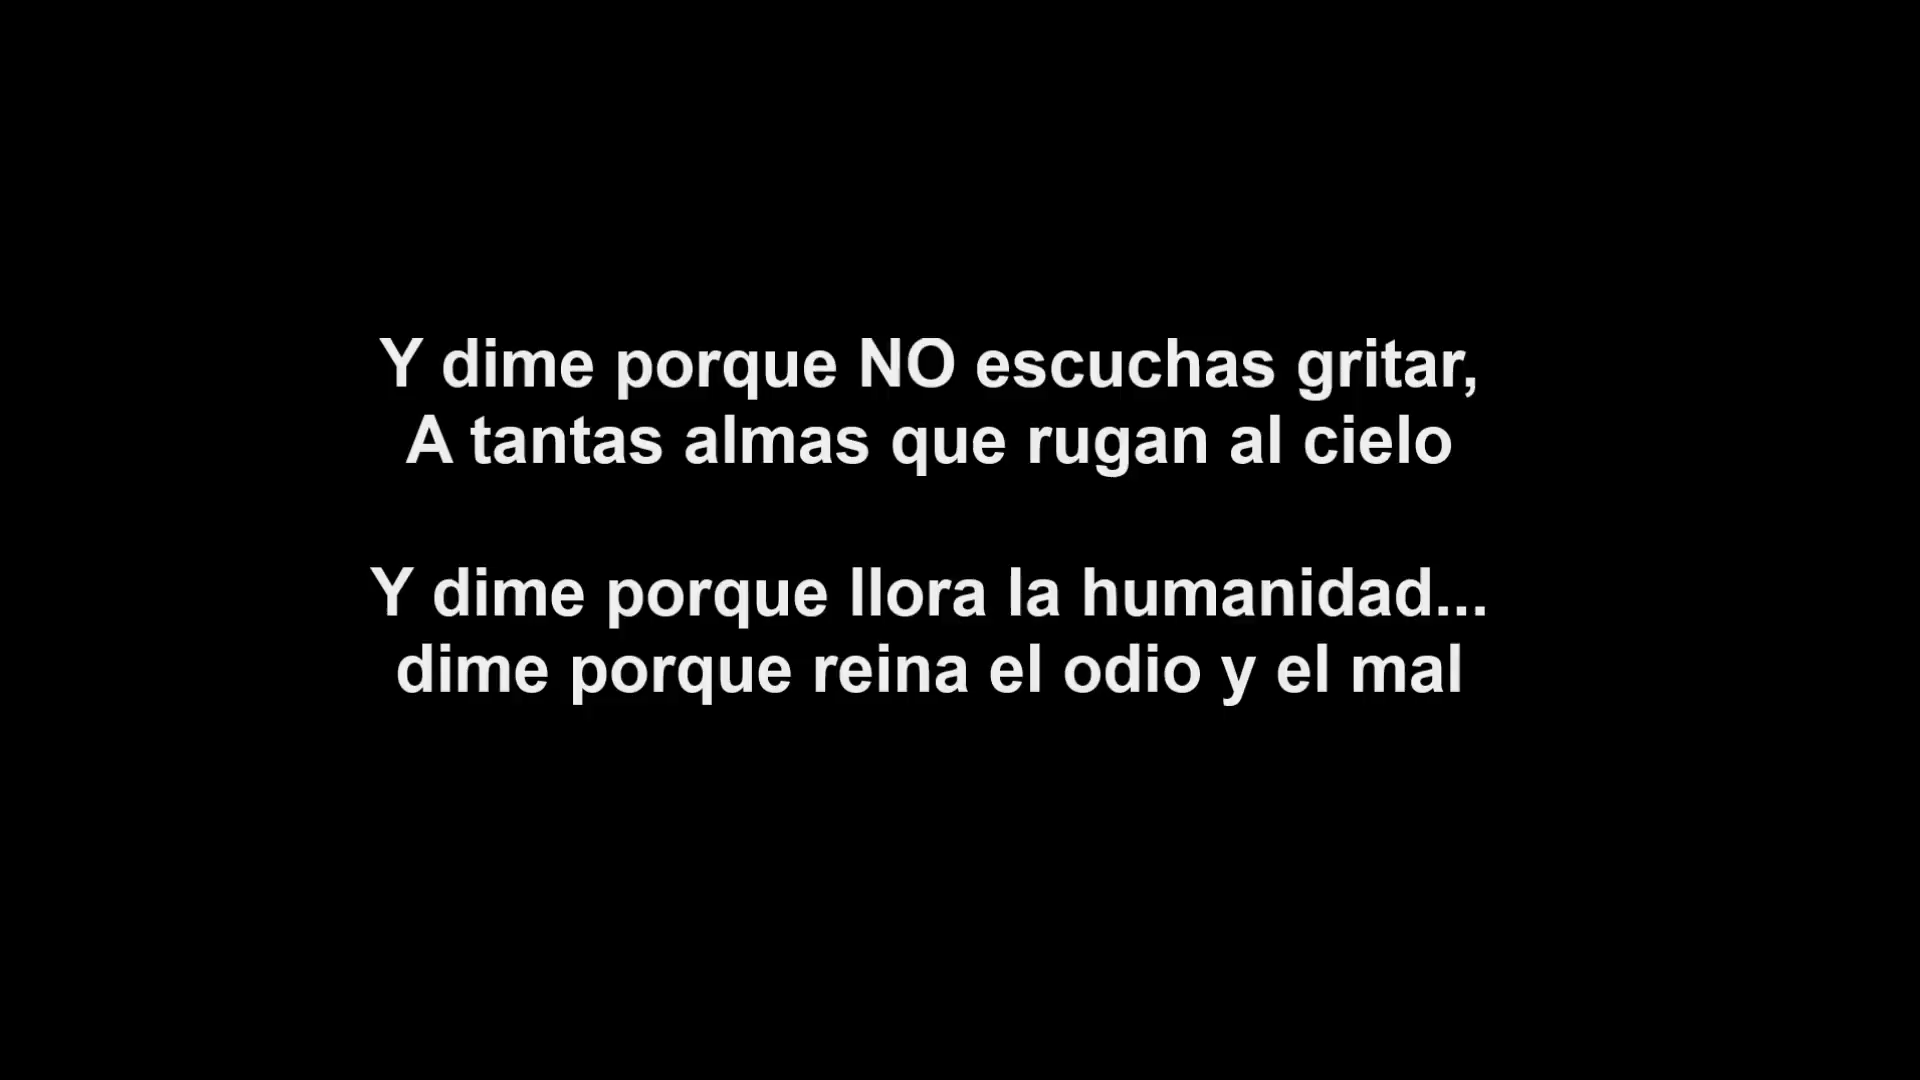 Y dime porque NO escuchas gritar,
A tantas almas que rugan al cielo
Y dime porque llora la humanidad...
dime porque reina el odio y el mal